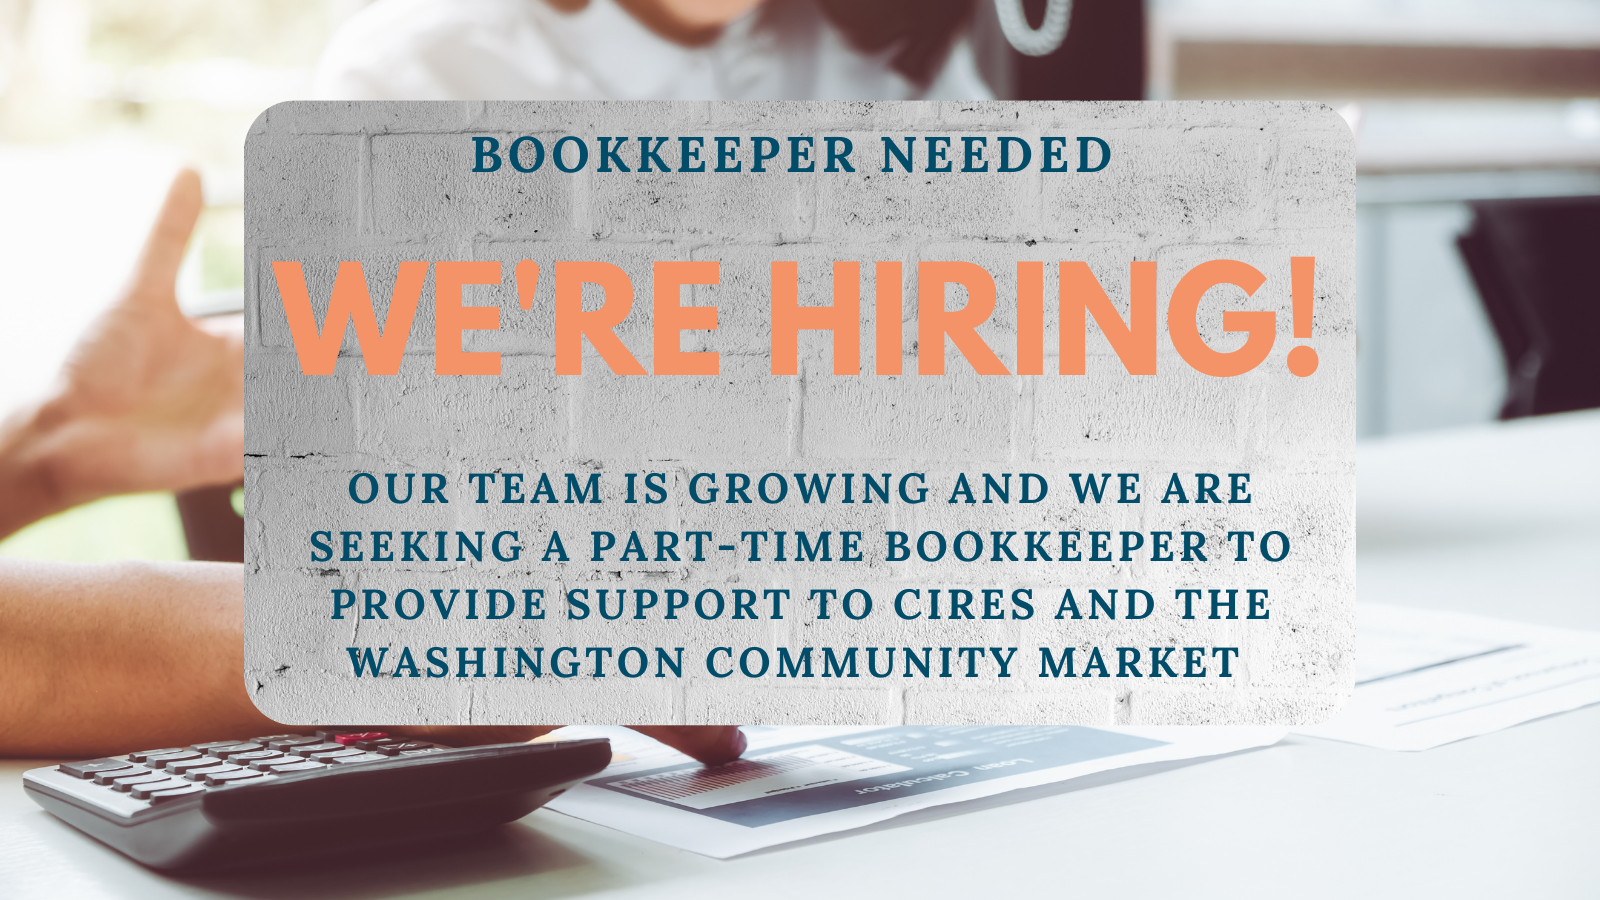 BOOKKEEPER NEEDED
WE'RE HIRING!
OUR TEAM IS GROWING AND WE ARE
SEEKING A PART-TIME BOOKKEEPER TO
PROVIDE SUPPORT TO CIRES AND THE
WASHINGTON COMMUNITY MARKET
Loan calculator